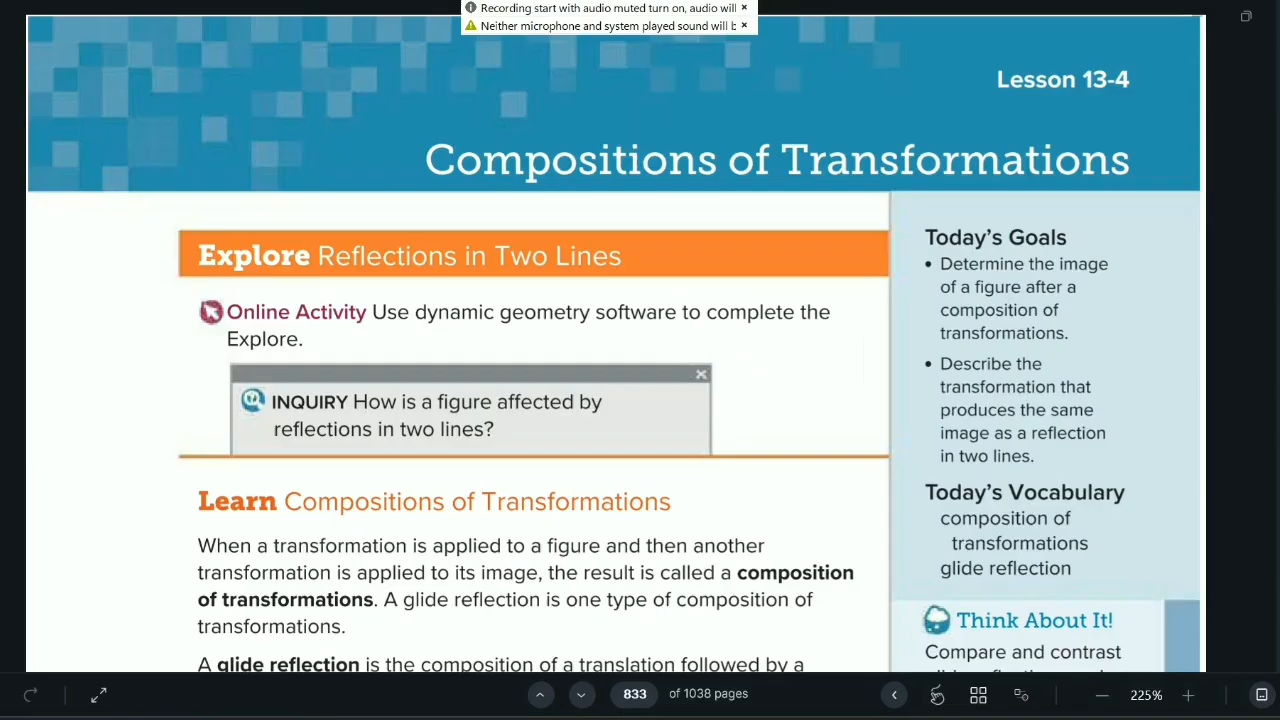 Recording start with audio muted turn on, audio will
Neither microphone and system played sound will b
Lesson 13-4
Compositions of Transformations
Explore Reflections in Two Lines
Online Activity Use dynamic geometry software to complete the
Explore.
INQUIRY How is a figure affected by
reflections in two lines?
Learn Compositions of Transformations
When a transformation is applied to a figure and then another
transformation is applied to its image, the result is called a composition
of transformations. A glide reflection is one type of composition of
transformations.
A glide reflection is the composition of a translation followed by a
Today's Goals
• Determine the image
of a figure after a
composition of
transformations.
• Describe the
transformation that
produces the same
image as a reflection
in two lines.
Today's Vocabulary
composition of
transformations
glide reflection
Think About It!
Compare and contrast
833 of 1038 pages
225%